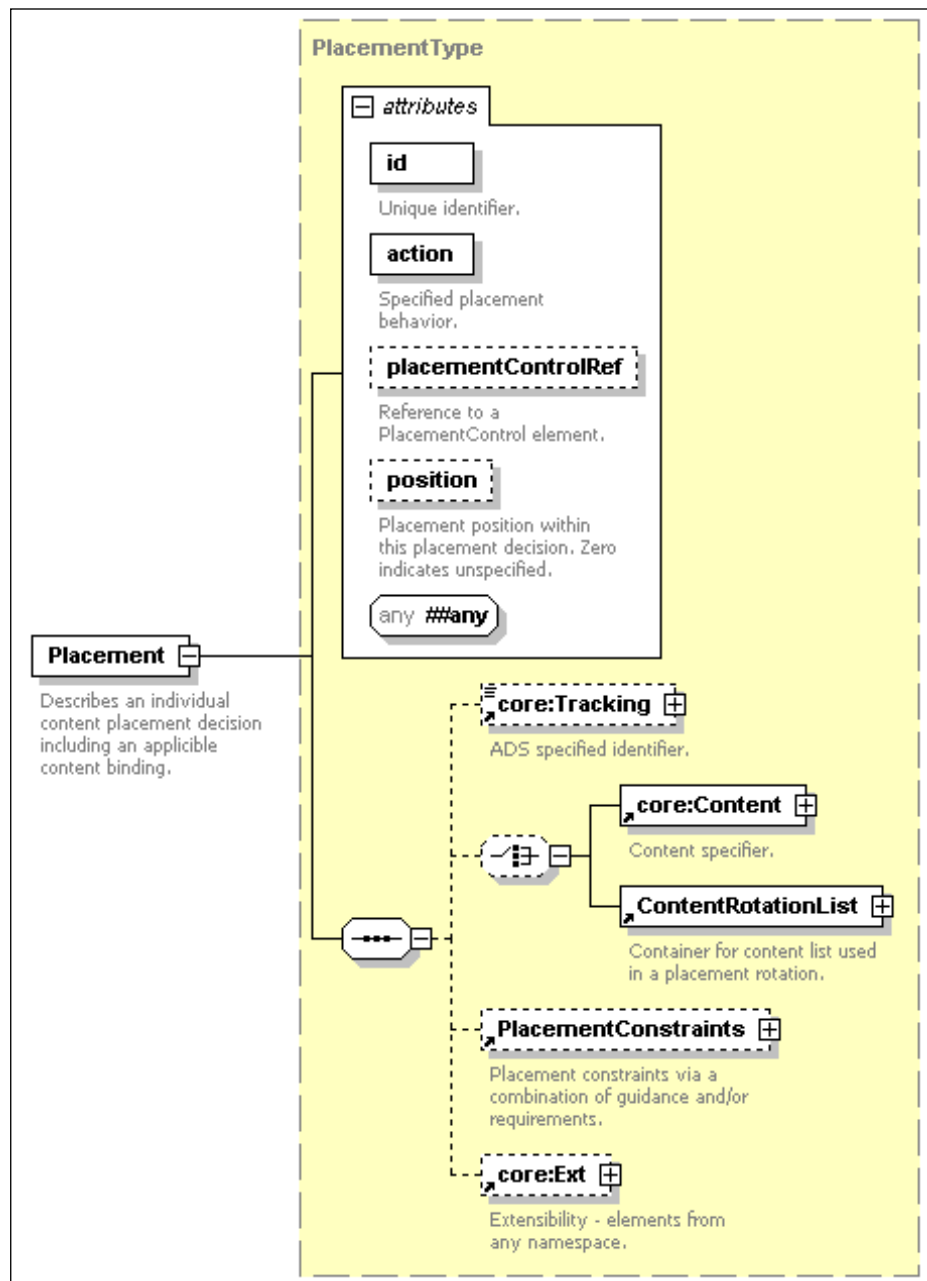 PlacementType
attributes
id
Unique identifier.
action
Specified placement
behavior.
placementControlRef
Reference to a
PlacementControl element.
position
Placement position within
this placement decision. Zero
indicates unspecified.
any ##any
Placement
Describes an individual
content placement decision
including an applicible
content binding.
core:Tracking
ADS specified identifier.
core:Content
Content specifier.
ContentRotationList
Container for content list used
in a placement rotation.
PlacementConstraints
Placement constraints via a
combination of guidance and/or
requirements.
core:Ext
Extensibility - elements from
any namespace.